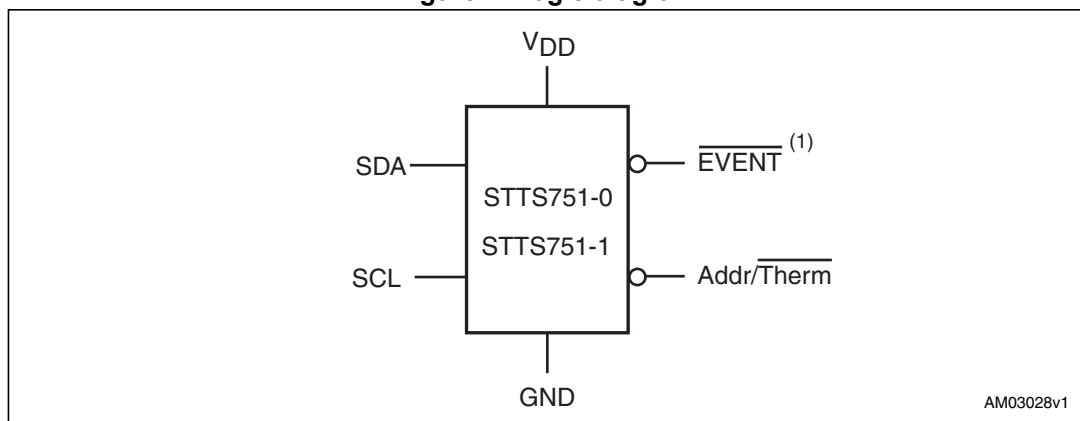 VDD
SDA
EVENT (1)
STTS751-0
STTS751-1
SCL
Addr/Therm
GND
AM03028v1